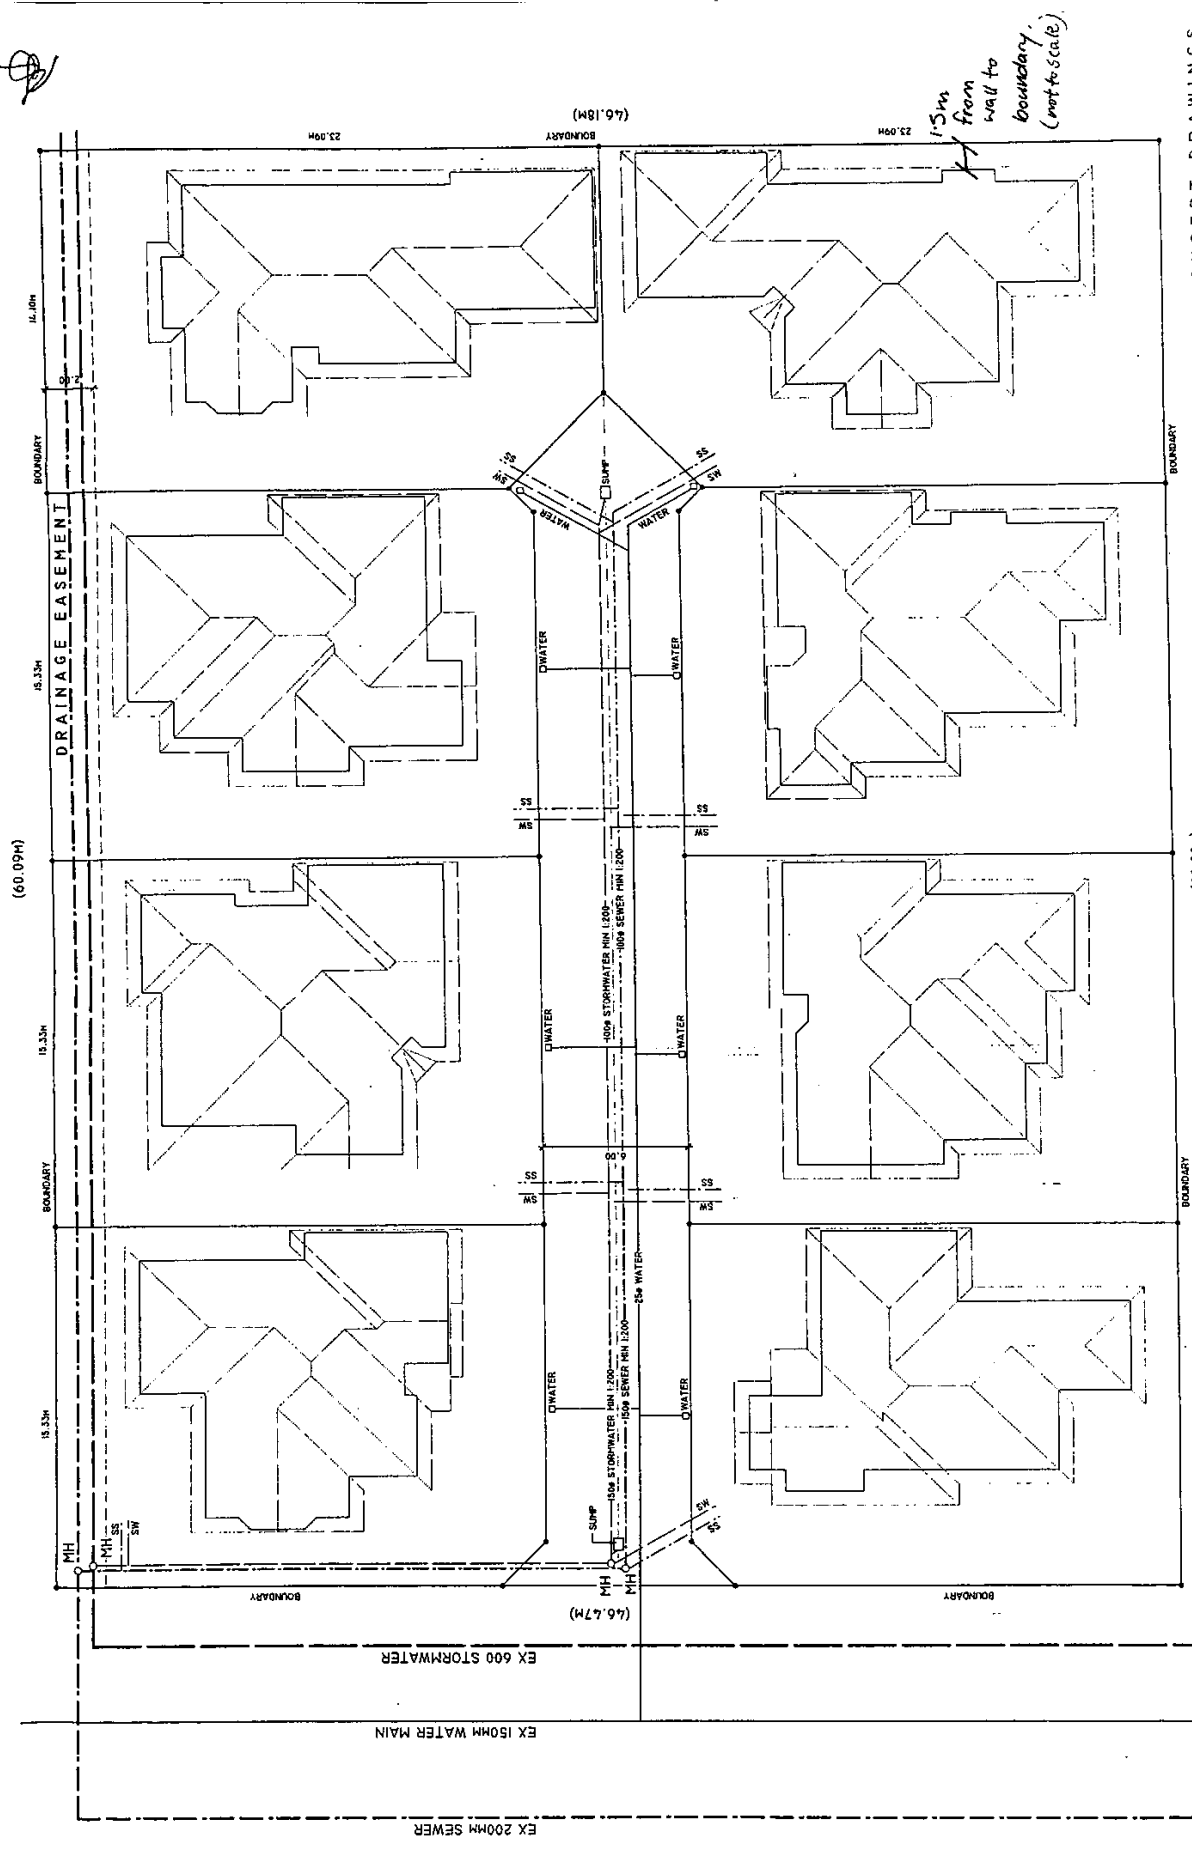 1.5m
from
wall to
boundary.
(not to scale)
(46.18M)
23.09M
BOUNDARY
23.09M
14.10M
2.00
BOUNDARY
DRAINAGE EASEMENT
15.33M
(60.09M)
15.33M
BOUNDARY
15.33M
SS
SW
SUMP
SS
SW
WATER
WATER
BOUNDARY
WATER
WATER
SS
SW
SS
SW
100ø STORMWATER MIN 1:200
100ø SEWER MIN 1:200
WATER
WATER
6.00
SS
SW
SS
SW
BOUNDARY
25ø WATER
150ø STORMWATER MIN 1:200
150ø SEWER MIN 1:200
WATER
WATER
SUMP
SW
SS
MH
MH
SS
SW
MH
MH
BOUNDARY
(46.47M)
BOUNDARY
EX 600 STORMWATER
EX 150MM WATER MAIN
EX 200MM SEWER